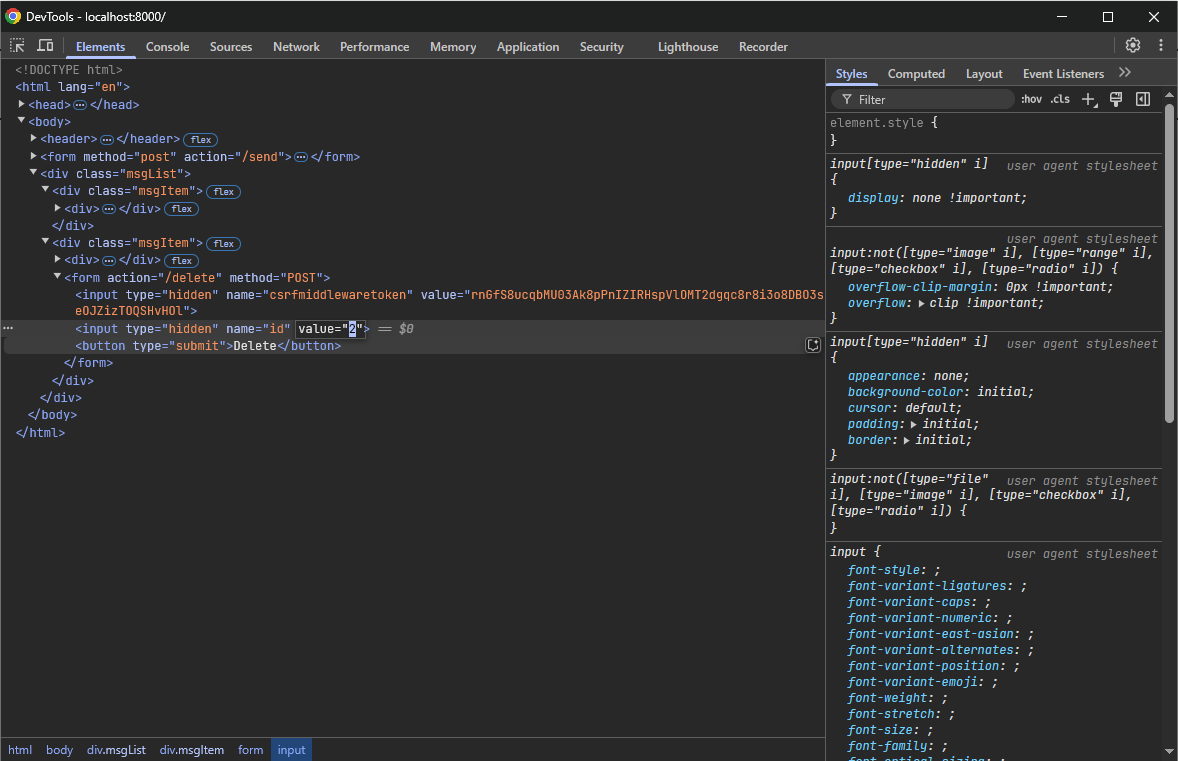 DevTools - localhost:8000/
Elements Console Sources Network Performance Memory Application Security Lighthouse Recorder
<!DOCTYPE html>
<html lang="en">
<head> ⋯ </head>
<body>
<header> ⋯ </header> flex
<form method="post" action="/send"> ⋯ </form>
<div class="msgList">
<div class="msgItem"> flex
<div> ⋯ </div> flex
</div>
<div class="msgItem"> flex
<div> ⋯ </div> flex
<form action="/delete" method="POST">
<input type="hidden" name="csrfmiddlewaretoken" value="rnGfS8ucqbMU03Ak8pPnIZIRHspVlOMT2dgqc8r8i3o8DBO3s
eOJZizTOQSHvHOl">
<input type="hidden" name="id" value="2"> == $0
<button type="submit">Delete</button>
</form>
</div>
</div>
</body>
</html>
html body div.msgList div.msgItem form input
Styles Computed Layout Event Listeners
Filter :hov .cls
element.style {
}
input[type="hidden" i] user agent stylesheet
{
display: none !important;
}
user agent stylesheet
input:not([type="image" i], [type="range" i],
[type="checkbox" i], [type="radio" i]) {
overflow-clip-margin: 0px !important;
overflow: clip !important;
}
input[type="hidden" i] user agent stylesheet
{
appearance: none;
background-color: initial;
cursor: default;
padding: initial;
border: initial;
}
input:not([type="file" user agent stylesheet
i], [type="image" i], [type="checkbox" i],
[type="radio" i]) {
}
input { user agent stylesheet
font-style: ;
font-variant-ligatures: ;
font-variant-caps: ;
font-variant-numeric: ;
font-variant-east-asian: ;
font-variant-alternates: ;
font-variant-position: ;
font-variant-emoji: ;
font-weight: ;
font-stretch: ;
font-size: ;
font-family: ;
font-optical-sizing: ;